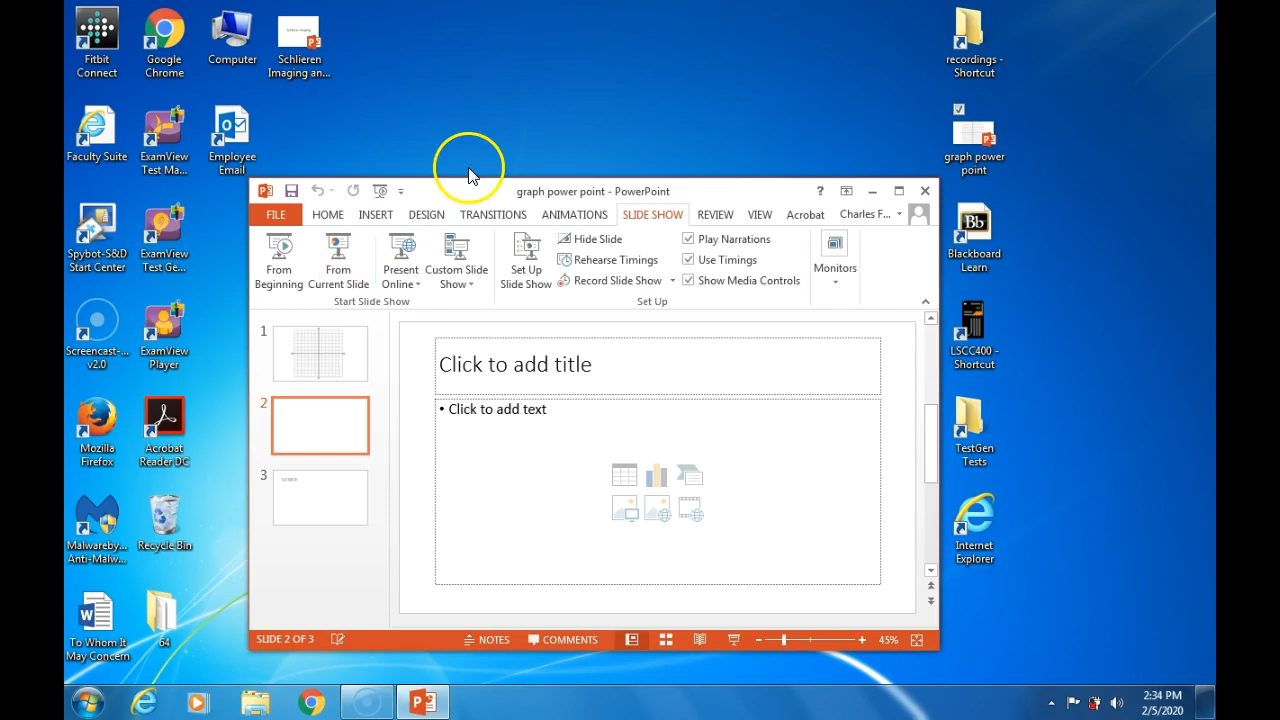 Fitbit
Connect
Google
Chrome
Computer
Schlieren
Imaging an...
recordings -
Shortcut
Faculty Suite
ExamView
Test Ma...
Employee
Email
graph power
point
Spybot-S&D
Start Center
ExamView
Test Ge...
Bb
Blackboard
Learn
Screencast-...
v2.0
ExamView
Player
LSCC400 -
Shortcut
Mozilla
Firefox
Acrobat
Reader DC
TestGen
Tests
Malwareby...
Anti-Malw...
Recycle Bin
Internet
Explorer
To Whom It
May Concern
64
graph power point - PowerPoint
FILE HOME INSERT DESIGN TRANSITIONS ANIMATIONS SLIDE SHOW REVIEW VIEW Acrobat Charles F...
From
Beginning
From
Current Slide
Present
Online
Custom Slide
Show
Set Up
Slide Show
Hide Slide
Rehearse Timings
Record Slide Show
Play Narrations
Use Timings
Show Media Controls
Monitors
Start Slide Show
Set Up
1
2
3
Click to add title
• Click to add text
SLIDE 2 OF 3 NOTES COMMENTS 45%
2:34 PM
2/5/2020